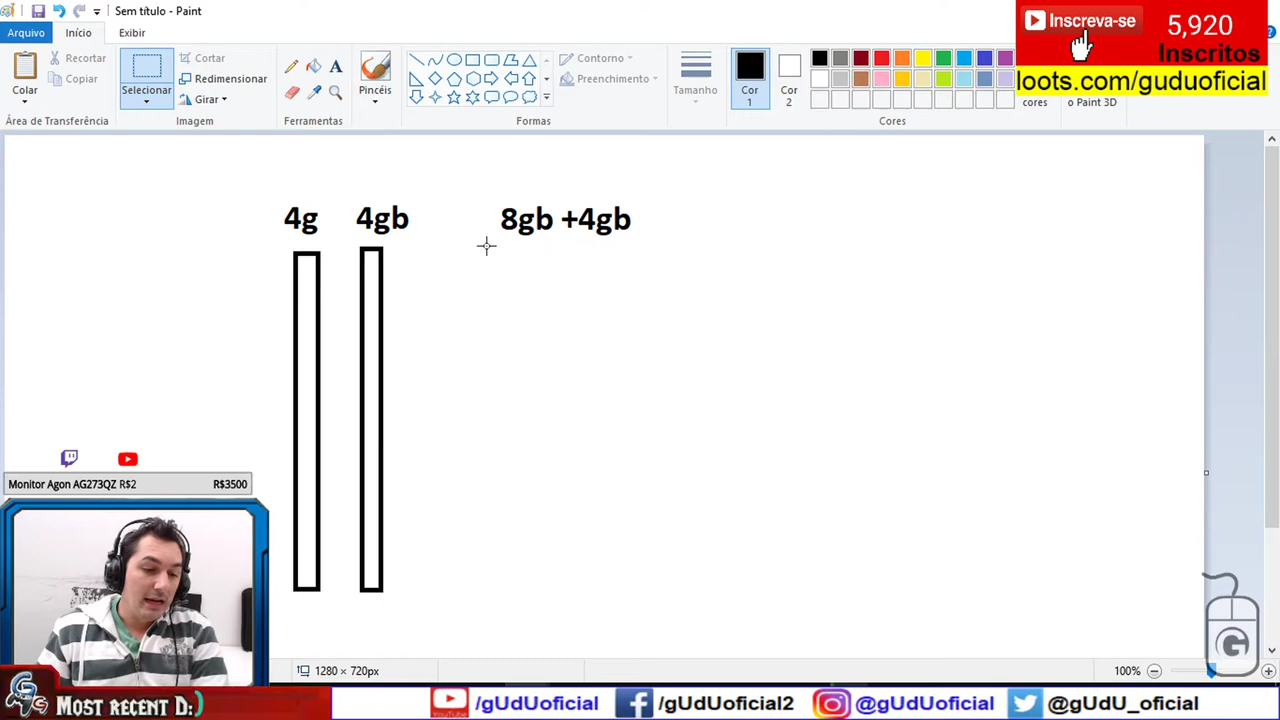 Sem título - Paint
Arquivo Início Exibir
Colar
Recortar
Copiar
Área de Transferência
Selecionar
Cortar
Redimensionar
Girar
Imagem
A
Ferramentas
Pincéis
Contorno
Preenchimento
Formas
Tamanho
Cor
1
Cor
2
Cores
cores
o Paint 3D
Inscreva-se
5,920
Inscritos
loots.com/guduoficial
4g 4gb 8gb +4gb
Monitor Agon AG273QZ R$2 R$3500
G
1280 × 720px
100%
Most recent D:)
YouTube
/gUdUoficial
/gUdUoficial2
@gUdUoficial
@gUdU_oficial